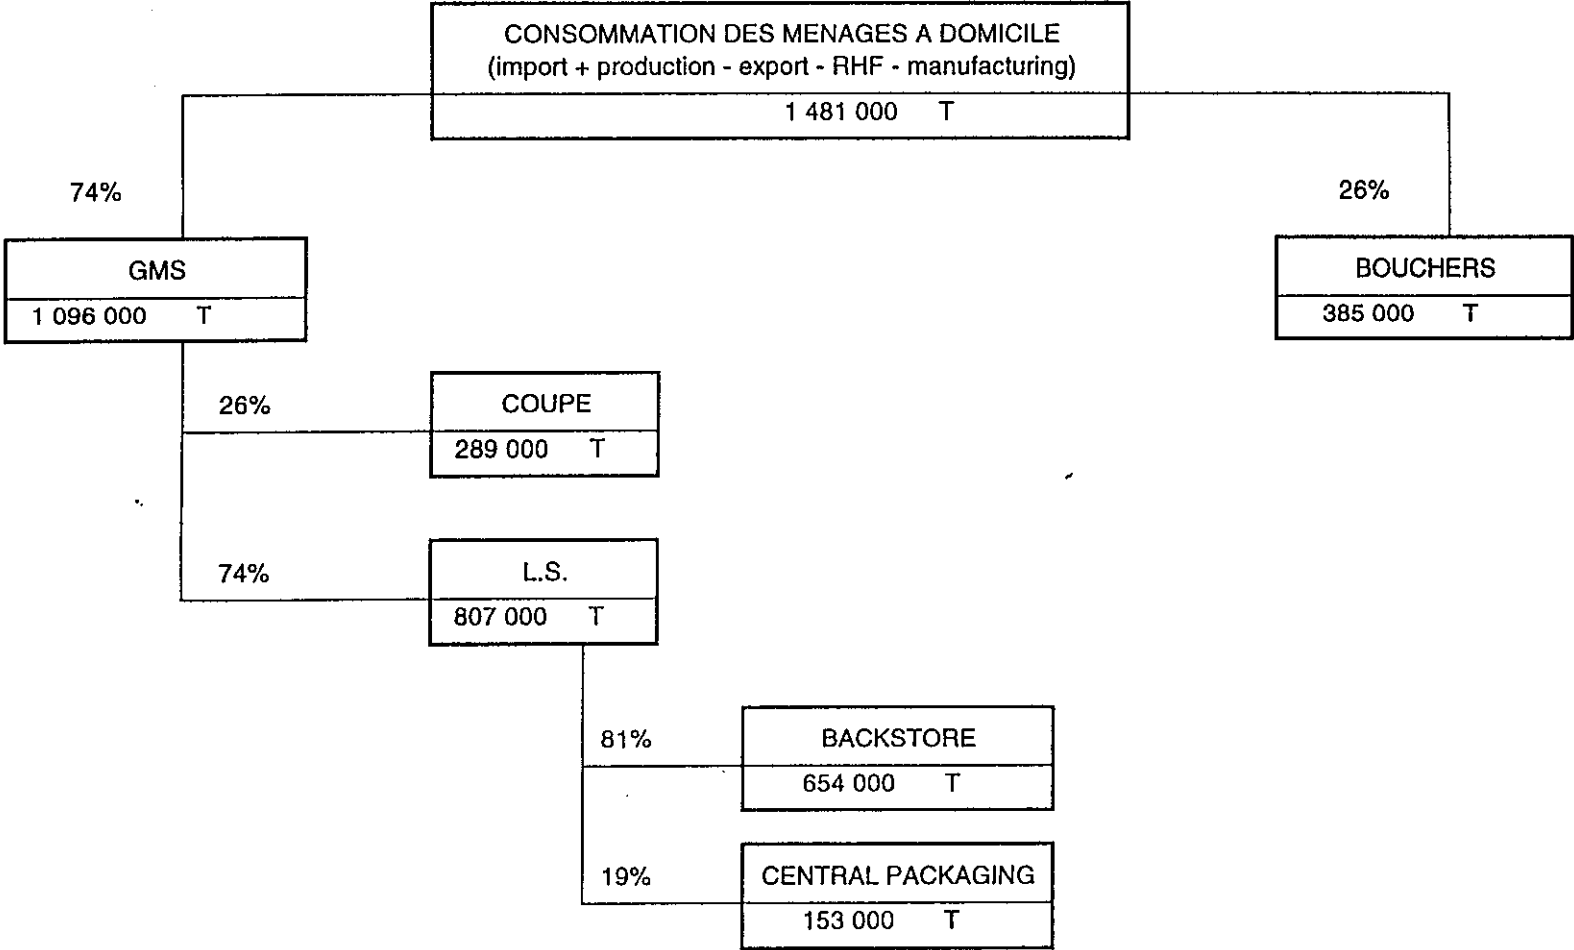 CONSOMMATION DES MENAGES A DOMICILE
(import + production - export - RHF - manufacturing)
1 481 000 T
74%
26%
GMS
1 096 000 T
BOUCHERS
385 000 T
26%
COUPE
289 000 T
74%
L.S.
807 000 T
81%
BACKSTORE
654 000 T
19%
CENTRAL PACKAGING
153 000 T